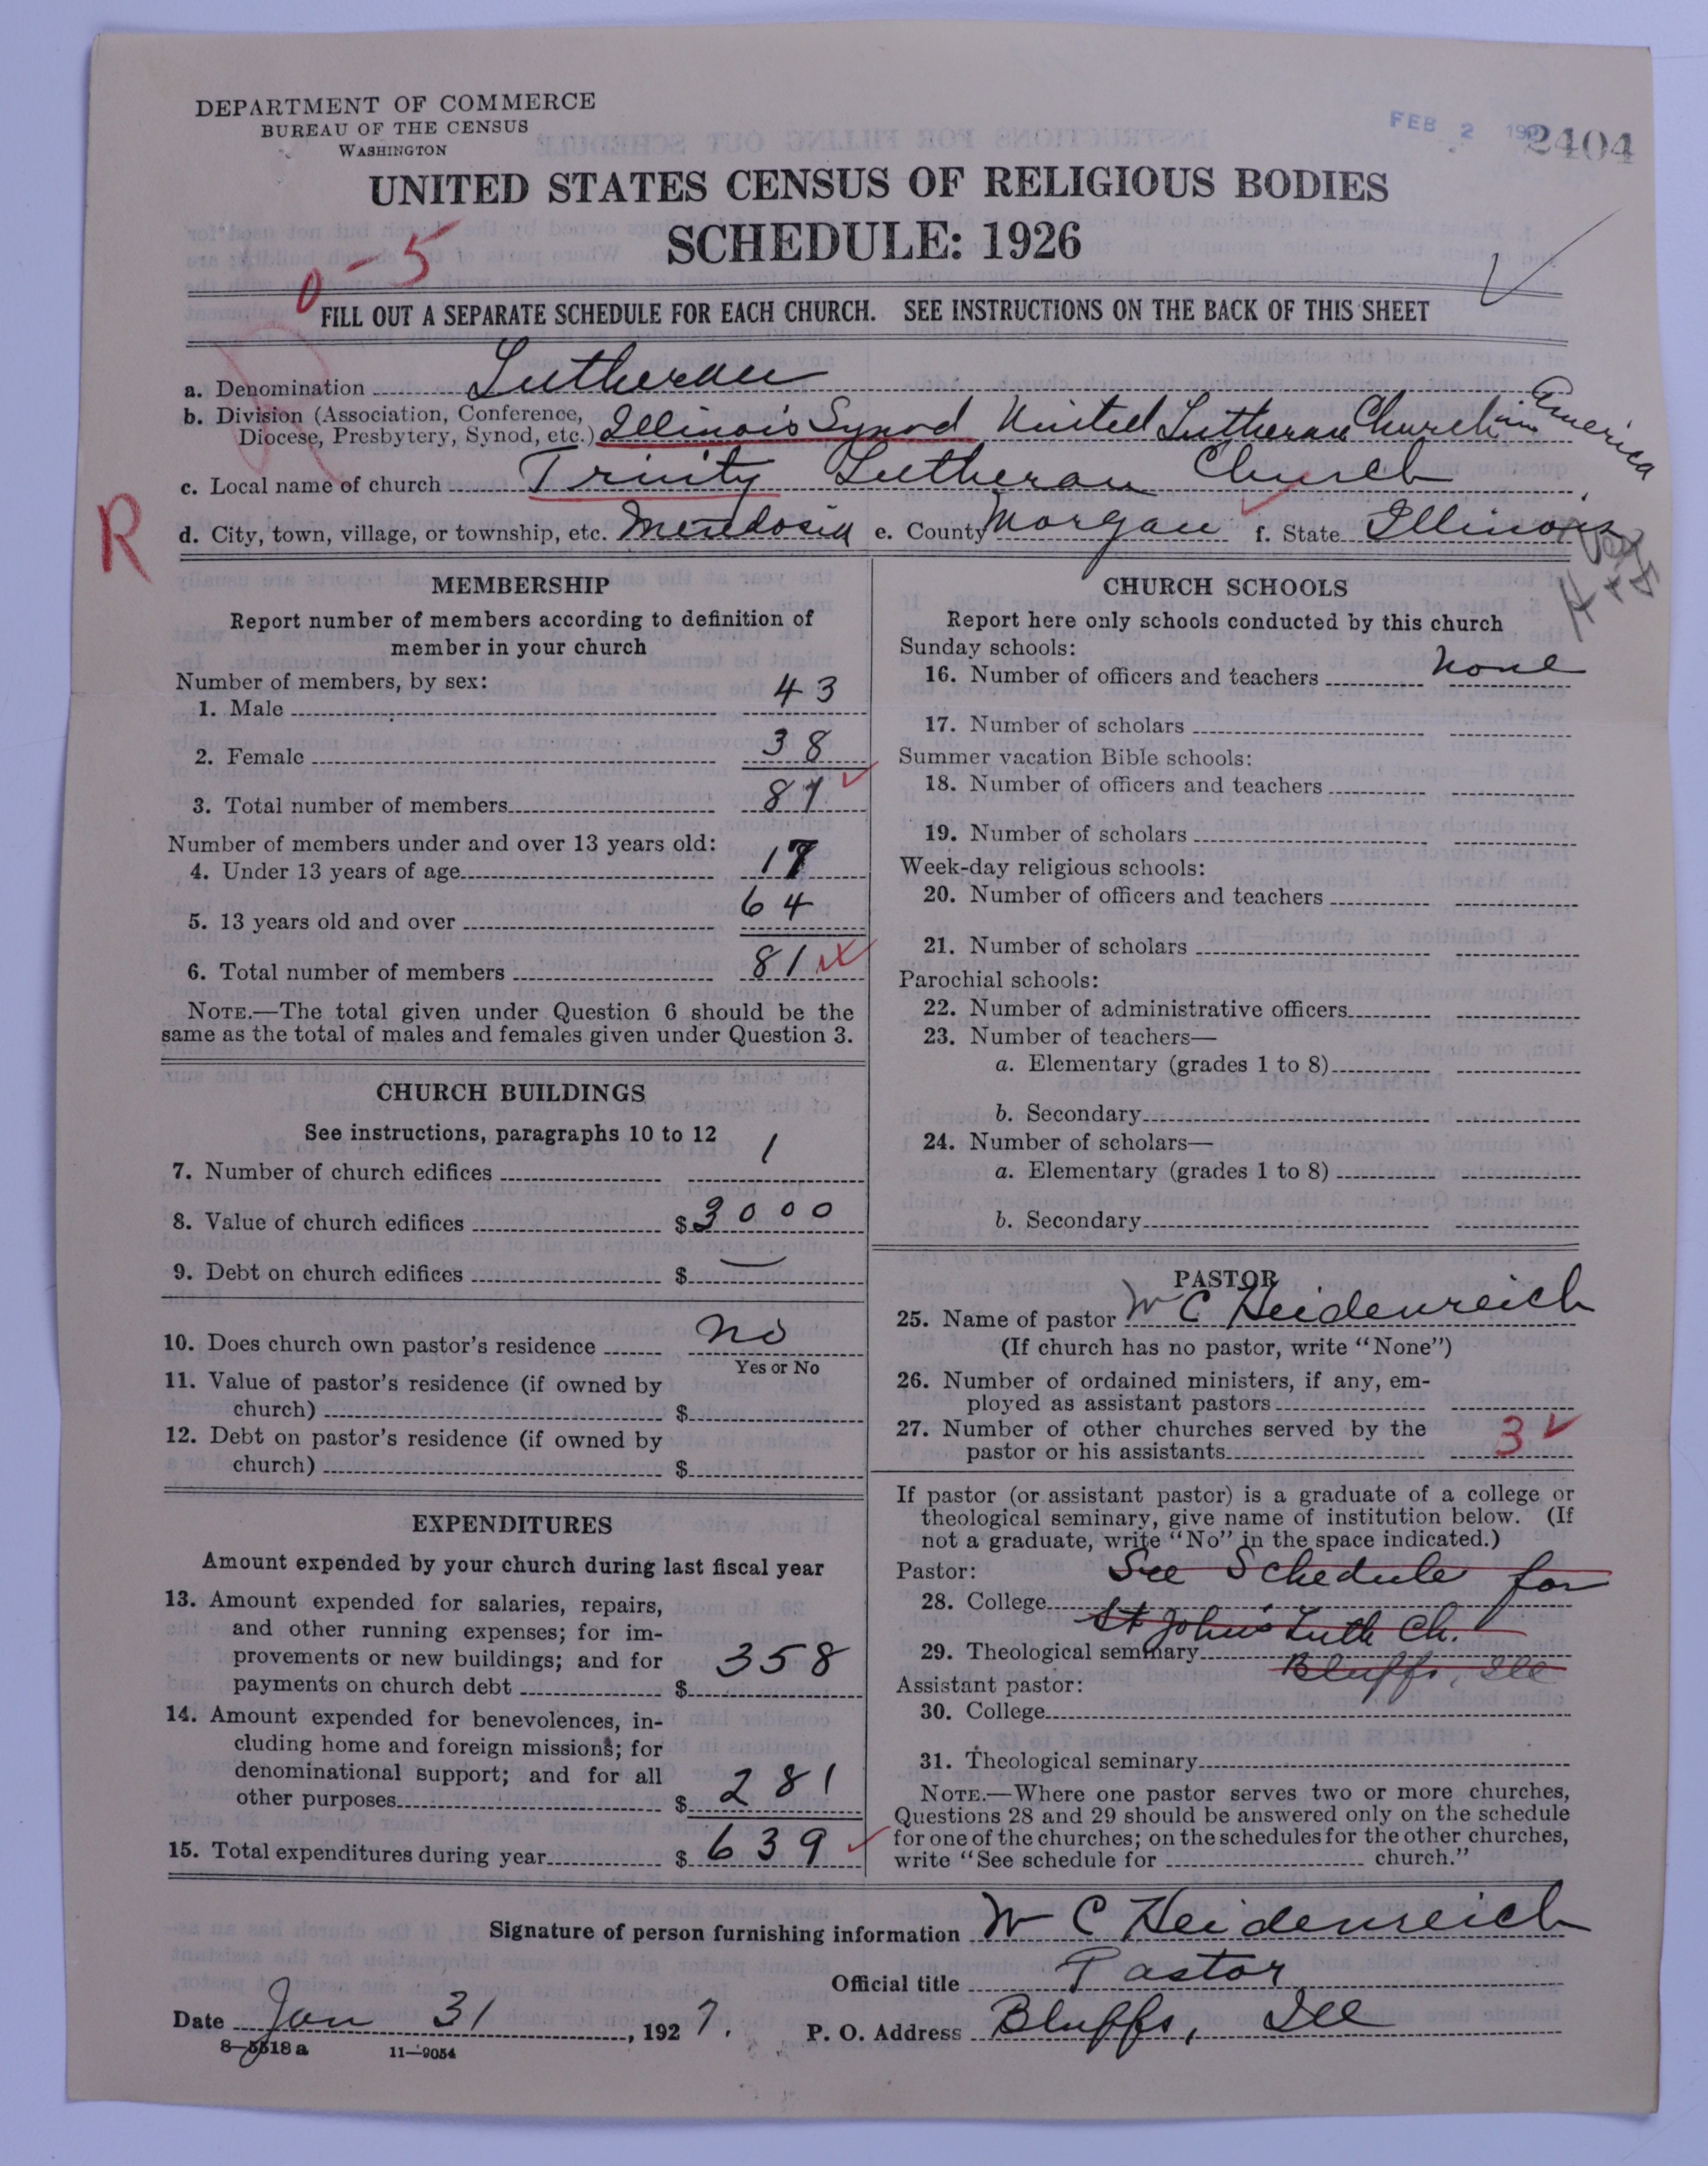 DEPARTMENT OF COMMERCE
BUREAU OF THE CENSUS
WASHINGTON
FEB 2 192
2404
UNITED STATES CENSUS OF RELIGIOUS BODIES
SCHEDULE: 1926
0-5
FILL OUT A SEPARATE SCHEDULE FOR EACH CHURCH. SEE INSTRUCTIONS ON THE BACK OF THIS SHEET
a. Denomination Lutheran
b. Division (Association, Conference, Diocese, Presbytery, Synod, etc.) Illinois Synod United Lutheran Church in America
c. Local name of church Trinity Lutheran Church
R
d. City, town, village, or township, etc. Meredosia e. County Morgan f. State Illinois
MEMBERSHIP
Report number of members according to definition of
member in your church
Number of members, by sex:
1. Male 43
2. Female 38
3. Total number of members 81
Number of members under and over 13 years old:
4. Under 13 years of age 17
5. 13 years old and over 64
6. Total number of members 81
NOTE.—The total given under Question 6 should be the
same as the total of males and females given under Question 3.
CHURCH BUILDINGS
See instructions, paragraphs 10 to 12
7. Number of church edifices 1
8. Value of church edifices $ 3000
9. Debt on church edifices $ —
10. Does church own pastor's residence no
Yes or No
11. Value of pastor's residence (if owned by
church) $
12. Debt on pastor's residence (if owned by
church) $
EXPENDITURES
Amount expended by your church during last fiscal year
13. Amount expended for salaries, repairs,
and other running expenses; for im-
provements or new buildings; and for
payments on church debt $ 358
14. Amount expended for benevolences, in-
cluding home and foreign missions; for
denominational support; and for all
other purposes $ 281
15. Total expenditures during year $ 639
CHURCH SCHOOLS
Report here only schools conducted by this church
Sunday schools:
16. Number of officers and teachers none
17. Number of scholars
Summer vacation Bible schools:
18. Number of officers and teachers
19. Number of scholars
Week-day religious schools:
20. Number of officers and teachers
21. Number of scholars
Parochial schools:
22. Number of administrative officers
23. Number of teachers—
a. Elementary (grades 1 to 8)
b. Secondary
24. Number of scholars—
a. Elementary (grades 1 to 8)
b. Secondary
PASTOR
25. Name of pastor W C Heidenreich
(If church has no pastor, write "None")
26. Number of ordained ministers, if any, em-
ployed as assistant pastors
27. Number of other churches served by the
pastor or his assistants 3
If pastor (or assistant pastor) is a graduate of a college or
theological seminary, give name of institution below. (If
not a graduate, write "No" in the space indicated.)
Pastor: See Schedule for
28. College St John's Luth Ch.
29. Theological seminary Bluffs, Ill
Assistant pastor:
30. College
31. Theological seminary
NOTE.—Where one pastor serves two or more churches,
Questions 28 and 29 should be answered only on the schedule
for one of the churches; on the schedules for the other churches,
write "See schedule for church."
Signature of person furnishing information W C Heidenreich
Official title Pastor
Date Jan 31, 1927. P. O. Address Bluffs, Ill
8—5518 a 11—9054